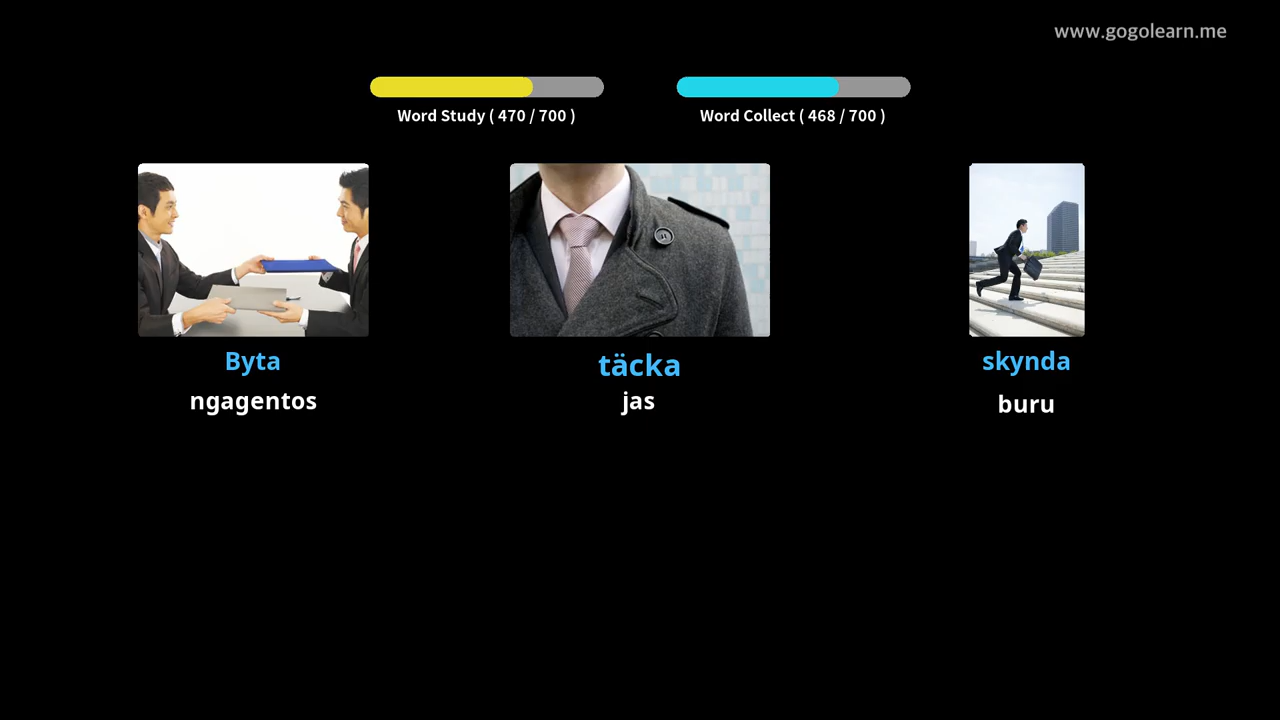 www.gogolearn.me
Word Study ( 470 / 700 )
Word Collect ( 468 / 700 )
Byta
ngagentos
täcka
jas
skynda
buru